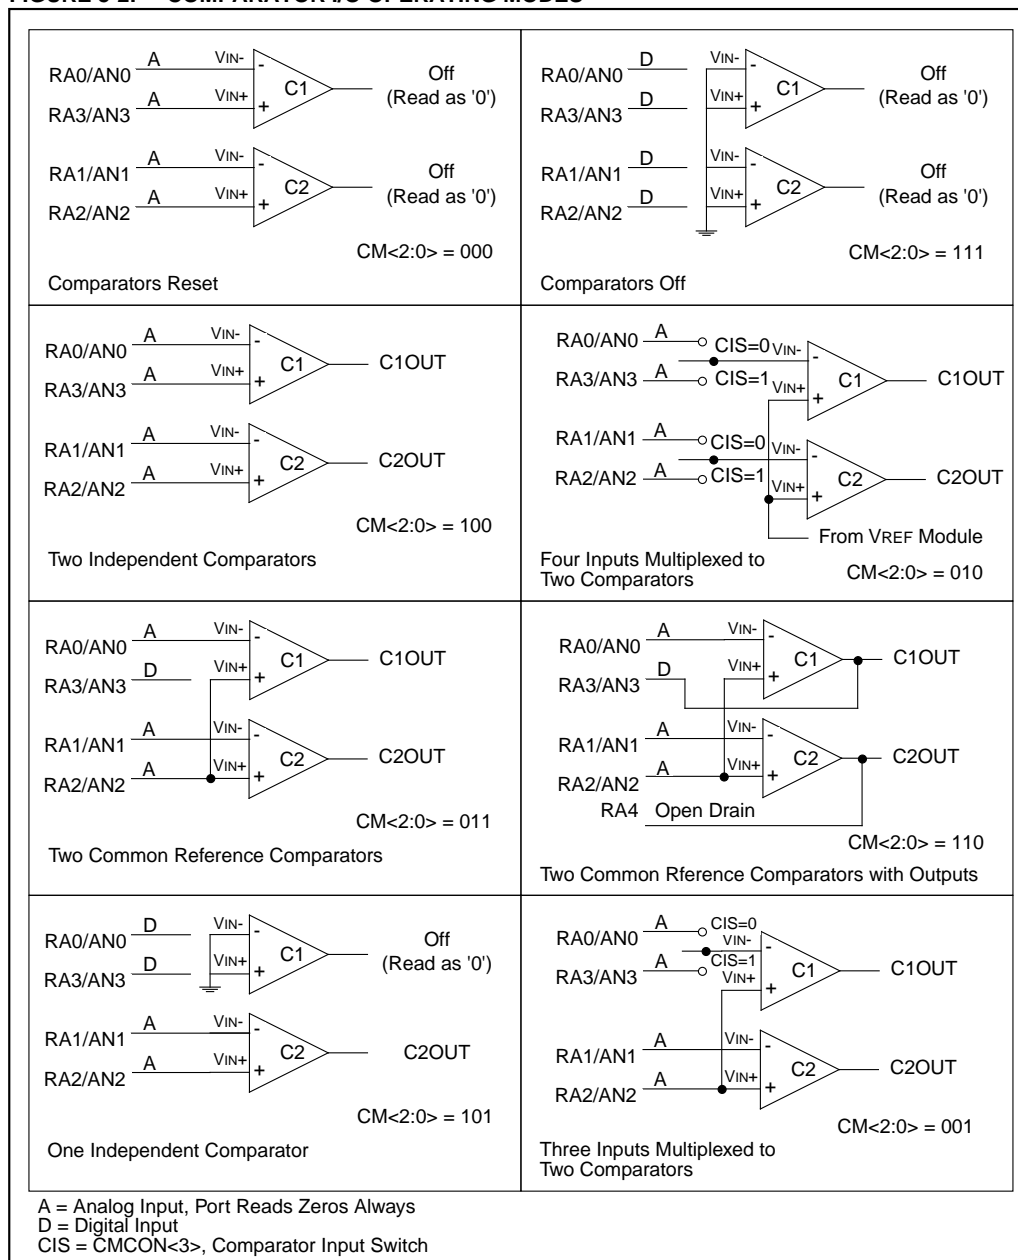 RA0/AN0 A VIN- - C1 Off
RA3/AN3 A VIN+ + (Read as '0')
RA1/AN1 A VIN- - C2 Off
RA2/AN2 A VIN+ + (Read as '0')
CM<2:0> = 000
Comparators Reset
RA0/AN0 D VIN- - C1 Off
RA3/AN3 D VIN+ + (Read as '0')
RA1/AN1 D VIN- - C2 Off
RA2/AN2 D VIN+ + (Read as '0')
CM<2:0> = 111
Comparators Off
RA0/AN0 A VIN- - C1 C1OUT
RA3/AN3 A VIN+ +
RA1/AN1 A VIN- - C2 C2OUT
RA2/AN2 A VIN+ +
CM<2:0> = 100
Two Independent Comparators
RA0/AN0 A CIS=0 VIN- - C1 C1OUT
RA3/AN3 A CIS=1 VIN+ +
RA1/AN1 A CIS=0 VIN- - C2 C2OUT
RA2/AN2 A CIS=1 VIN+ +
From VREF Module
Four Inputs Multiplexed to
Two Comparators
CM<2:0> = 010
RA0/AN0 A VIN- - C1 C1OUT
RA3/AN3 D VIN+ +
RA1/AN1 A VIN- - C2 C2OUT
RA2/AN2 A VIN+ +
CM<2:0> = 011
Two Common Reference Comparators
RA0/AN0 A VIN- - C1 C1OUT
RA3/AN3 D VIN+ +
RA1/AN1 A VIN- - C2 C2OUT
RA2/AN2 A VIN+ +
RA4 Open Drain
CM<2:0> = 110
Two Common Rference Comparators with Outputs
RA0/AN0 D VIN- - C1 Off
RA3/AN3 D VIN+ + (Read as '0')
RA1/AN1 A VIN- - C2 C2OUT
RA2/AN2 A VIN+ +
CM<2:0> = 101
One Independent Comparator
RA0/AN0 A CIS=0 VIN- - C1 C1OUT
RA3/AN3 A CIS=1 VIN+ +
RA1/AN1 A VIN- - C2 C2OUT
RA2/AN2 A VIN+ +
CM<2:0> = 001
Three Inputs Multiplexed to
Two Comparators
A = Analog Input, Port Reads Zeros Always
D = Digital Input
CIS = CMCON<3>, Comparator Input Switch